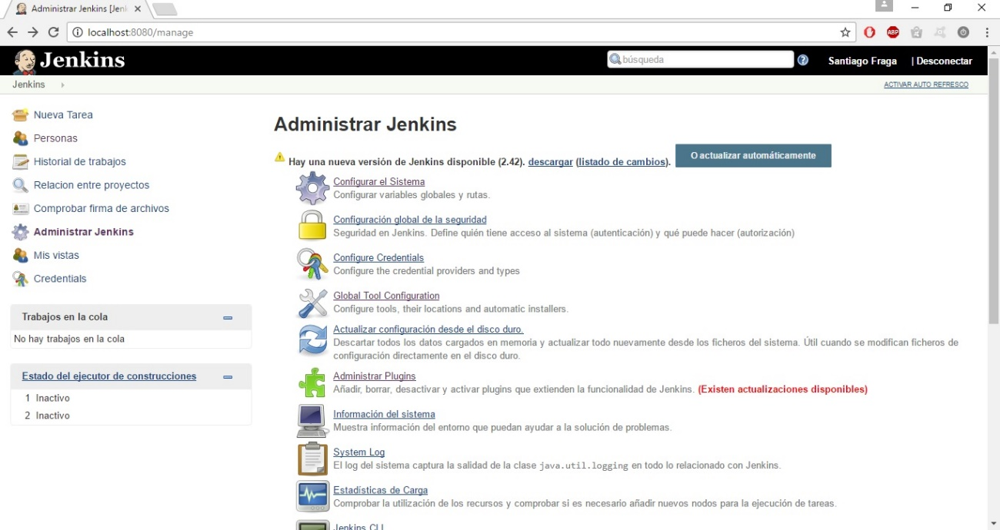 Administrar Jenkins [Jenk
localhost:8080/manage
ABP
Jenkins
búsqueda
Santiago Fraga
| Desconectar
Jenkins
ACTIVAR AUTO REFRESCO
Nueva Tarea
Personas
Historial de trabajos
Relacion entre proyectos
Comprobar firma de archivos
Administrar Jenkins
Mis vistas
Credentials
Trabajos en la cola
No hay trabajos en la cola
Estado del ejecutor de construcciones
1 Inactivo
2 Inactivo
Administrar Jenkins
Hay una nueva versión de Jenkins disponible (2.42). descargar (listado de cambios).
O actualizar automáticamente
Configurar el Sistema
Configurar variables globales y rutas.
Configuración global de la seguridad
Seguridad en Jenkins. Define quién tiene acceso al sistema (autenticación) y qué puede hacer (autorización)
Configure Credentials
Configure the credential providers and types
Global Tool Configuration
Configure tools, their locations and automatic installers.
Actualizar configuración desde el disco duro.
Descartar todos los datos cargados en memoria y actualizar todo nuevamente desde los ficheros del sistema. Útil cuando se modifican ficheros de
configuración directamente en el disco duro.
Administrar Plugins
Añadir, borrar, desactivar y activar plugins que extienden la funcionalidad de Jenkins. (Existen actualizaciones disponibles)
Información del sistema
Muestra información del entorno que puedan ayudar a la solución de problemas.
System Log
El log del sistema captura la salida de la clase java.util.logging en todo lo relacionado con Jenkins.
Estadísticas de Carga
Comprobar la utilización de los recursos y comprobar si es necesario añadir nuevos nodos para la ejecución de tareas.
Jenkins CLI